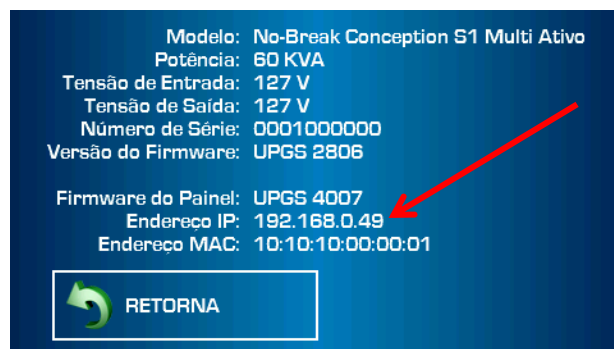 Modelo: No-Break Conception S1 Multi Ativo
Potência: 60 KVA
Tensão de Entrada: 127 V
Tensão de Saída: 127 V
Número de Série: 0001000000
Versão do Firmware: UPGS 2806
Firmware do Painel: UPGS 4007
Endereço IP: 192.168.0.49
Endereço MAC: 10:10:10:00:00:01
RETORNA